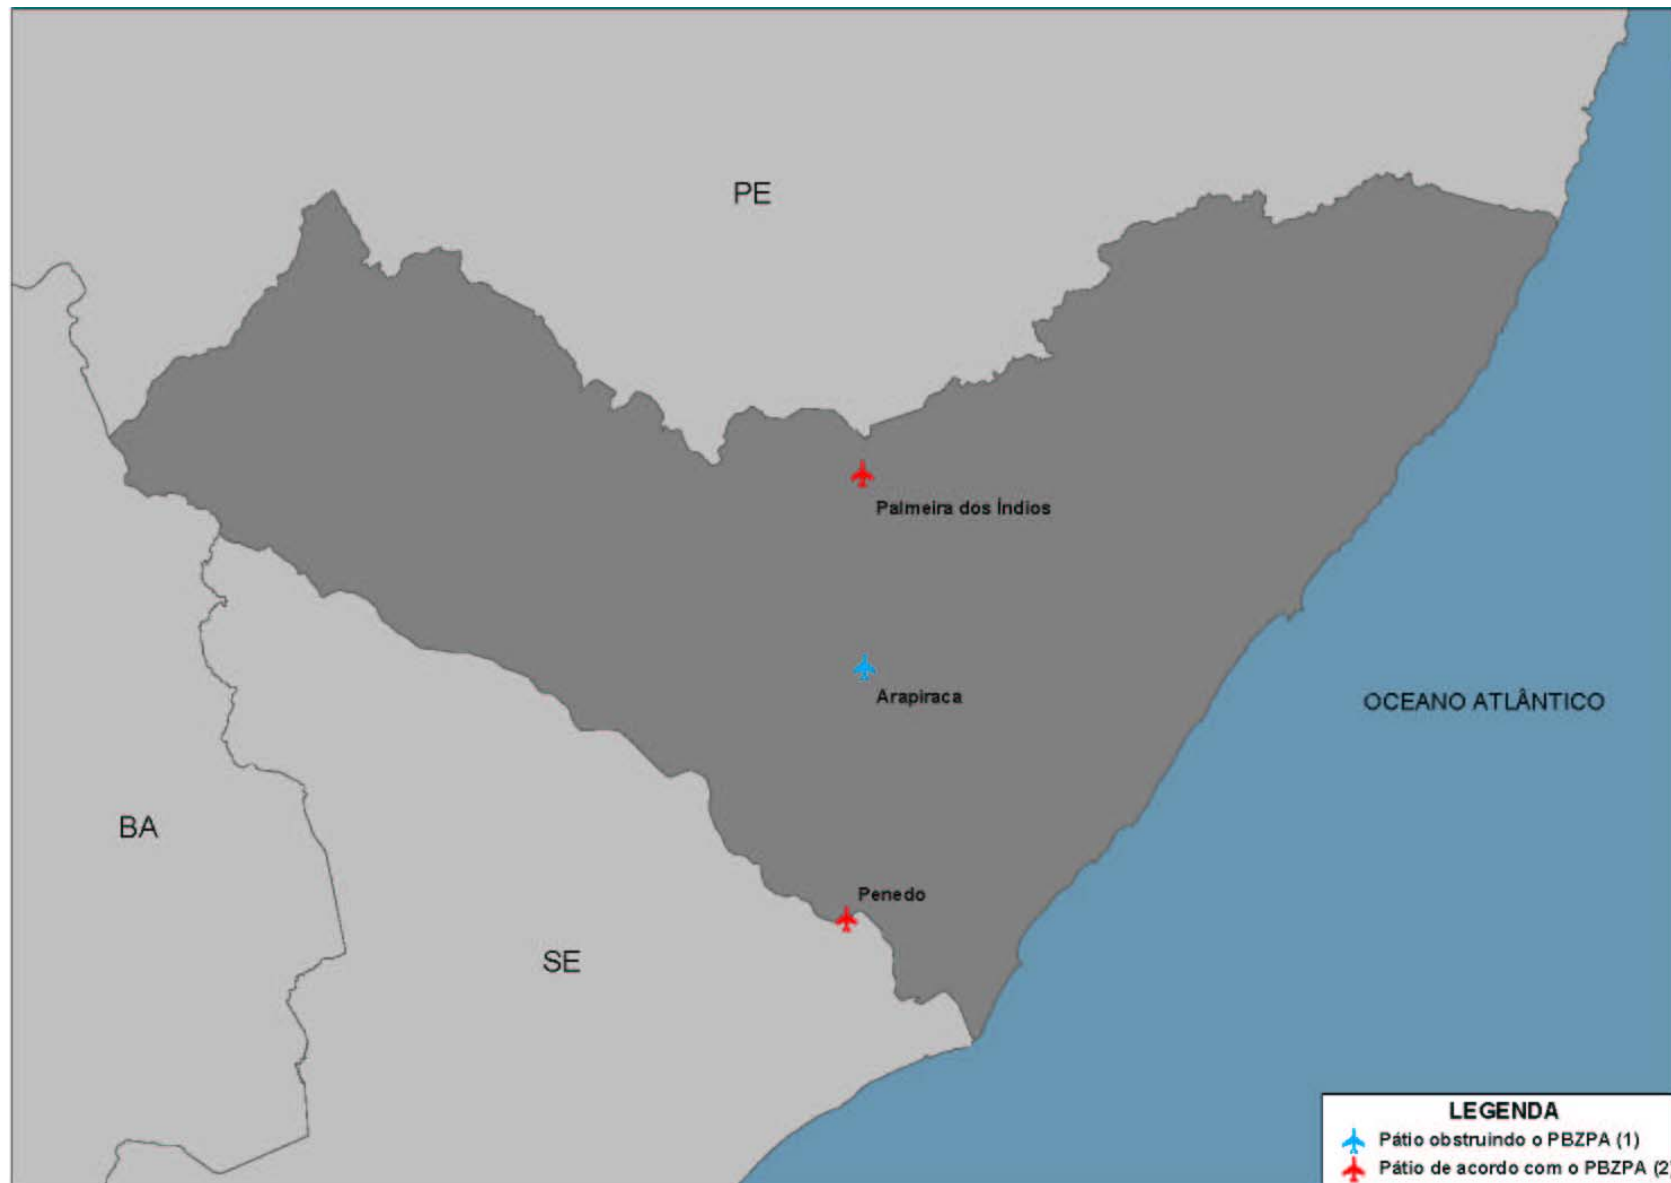 PE
Palmeira dos Índios
Arapiraca
OCEANO ATLÂNTICO
BA
Penedo
SE
LEGENDA
Pátio obstruindo o PBZPA (1)
Pátio de acordo com o PBZPA (2)